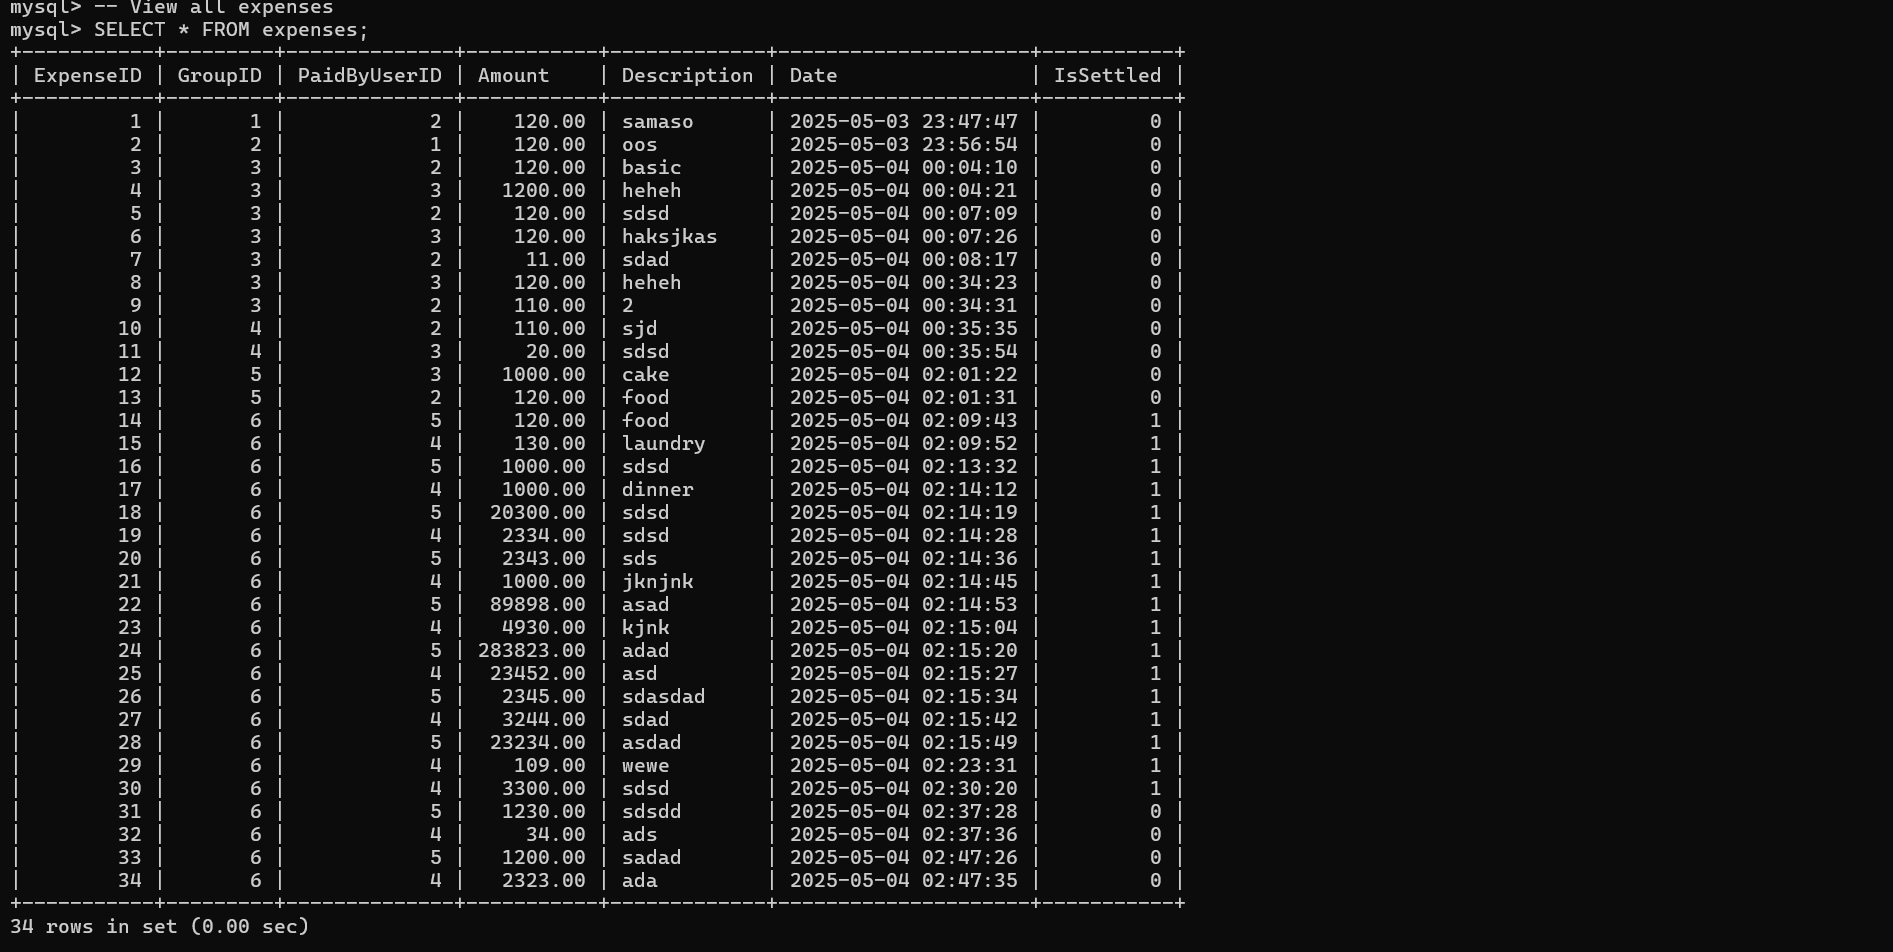 mysql> -- View all expenses
mysql> SELECT * FROM expenses;
+-----------+---------+--------------+-----------+-------------+---------------------+-----------+
| ExpenseID | GroupID | PaidByUserID | Amount    | Description | Date                | IsSettled |
+-----------+---------+--------------+-----------+-------------+---------------------+-----------+
|         1 |       1 |            2 |    120.00 | samaso      | 2025-05-03 23:47:47 |         0 |
|         2 |       2 |            1 |    120.00 | oos         | 2025-05-03 23:56:54 |         0 |
|         3 |       3 |            2 |    120.00 | basic       | 2025-05-04 00:04:10 |         0 |
|         4 |       3 |            3 |   1200.00 | heheh       | 2025-05-04 00:04:21 |         0 |
|         5 |       3 |            2 |    120.00 | sdsd        | 2025-05-04 00:07:09 |         0 |
|         6 |       3 |            3 |    120.00 | haksjkas    | 2025-05-04 00:07:26 |         0 |
|         7 |       3 |            2 |     11.00 | sdad        | 2025-05-04 00:08:17 |         0 |
|         8 |       3 |            3 |    120.00 | heheh       | 2025-05-04 00:34:23 |         0 |
|         9 |       3 |            2 |    110.00 | 2           | 2025-05-04 00:34:31 |         0 |
|        10 |       4 |            2 |    110.00 | sjd         | 2025-05-04 00:35:35 |         0 |
|        11 |       4 |            3 |     20.00 | sdsd        | 2025-05-04 00:35:54 |         0 |
|        12 |       5 |            3 |   1000.00 | cake        | 2025-05-04 02:01:22 |         0 |
|        13 |       5 |            2 |    120.00 | food        | 2025-05-04 02:01:31 |         0 |
|        14 |       6 |            5 |    120.00 | food        | 2025-05-04 02:09:43 |         1 |
|        15 |       6 |            4 |    130.00 | laundry     | 2025-05-04 02:09:52 |         1 |
|        16 |       6 |            5 |   1000.00 | sdsd        | 2025-05-04 02:13:32 |         1 |
|        17 |       6 |            4 |   1000.00 | dinner      | 2025-05-04 02:14:12 |         1 |
|        18 |       6 |            5 |  20300.00 | sdsd        | 2025-05-04 02:14:19 |         1 |
|        19 |       6 |            4 |   2334.00 | sdsd        | 2025-05-04 02:14:28 |         1 |
|        20 |       6 |            5 |   2343.00 | sds         | 2025-05-04 02:14:36 |         1 |
|        21 |       6 |            4 |   1000.00 | jknjnk      | 2025-05-04 02:14:45 |         1 |
|        22 |       6 |            5 |  89898.00 | asad        | 2025-05-04 02:14:53 |         1 |
|        23 |       6 |            4 |   4930.00 | kjnk        | 2025-05-04 02:15:04 |         1 |
|        24 |       6 |            5 | 283823.00 | adad        | 2025-05-04 02:15:20 |         1 |
|        25 |       6 |            4 |  23452.00 | asd         | 2025-05-04 02:15:27 |         1 |
|        26 |       6 |            5 |   2345.00 | sdasdad     | 2025-05-04 02:15:34 |         1 |
|        27 |       6 |            4 |   3244.00 | sdad        | 2025-05-04 02:15:42 |         1 |
|        28 |       6 |            5 |  23234.00 | asdad       | 2025-05-04 02:15:49 |         1 |
|        29 |       6 |            4 |    109.00 | wewe        | 2025-05-04 02:23:31 |         1 |
|        30 |       6 |            4 |   3300.00 | sdsd        | 2025-05-04 02:30:20 |         1 |
|        31 |       6 |            5 |   1230.00 | sdsdd       | 2025-05-04 02:37:28 |         0 |
|        32 |       6 |            4 |     34.00 | ads         | 2025-05-04 02:37:36 |         0 |
|        33 |       6 |            5 |   1200.00 | sadad       | 2025-05-04 02:47:26 |         0 |
|        34 |       6 |            4 |   2323.00 | ada         | 2025-05-04 02:47:35 |         0 |
+-----------+---------+--------------+-----------+-------------+---------------------+-----------+
34 rows in set (0.00 sec)